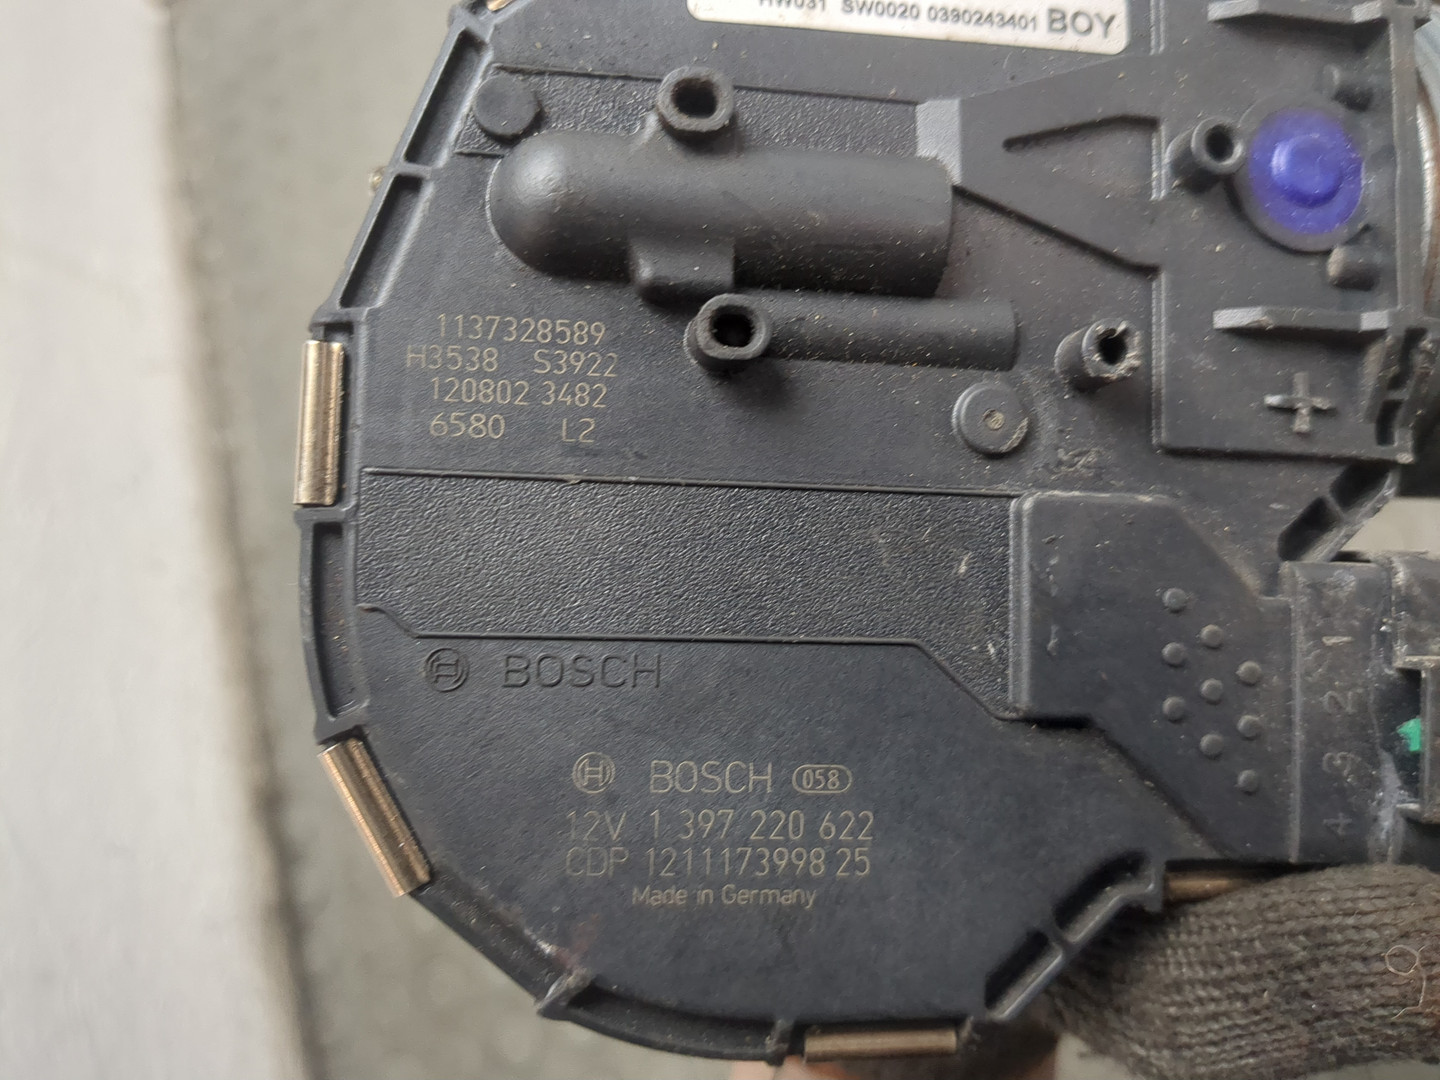 HW031 SW0020 0390243401 BOY
1137328589
H3538 S3922
120802 3482
6580 L2
BOSCH
BOSCH 058
12V 1 397 220 622
CDP 1211173998 25
Made in Germany
+
1
2
3
4